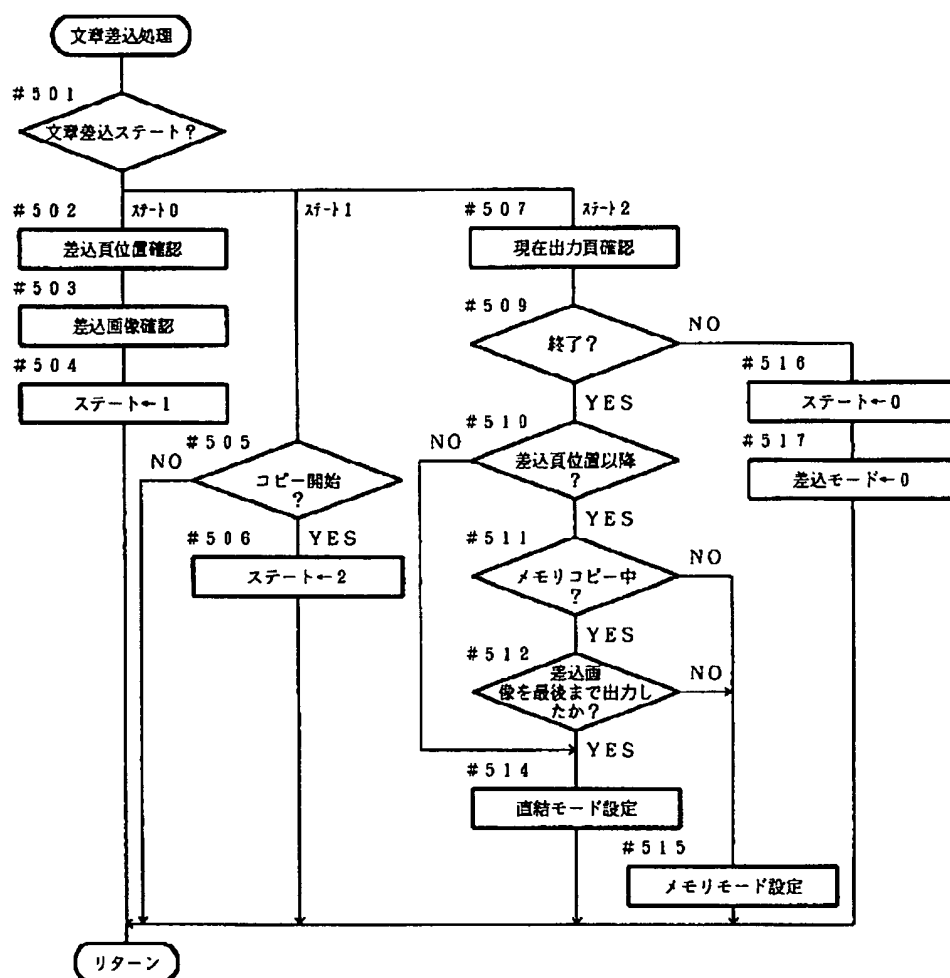 文章差込処理
#501
文章差込ステート?
#502
ステート0
差込頁位置確認
#503
差込画像確認
#504
ステート←1
ステート1
#505
NO
コピー開始
?
#506
YES
ステート←2
#507
ステート2
現在出力頁確認
#509
NO
終了?
YES
#510
NO
差込頁位置以降
?
YES
#511
NO
メモリコピー中
?
YES
#512
NO
差込画
像を最後まで出力し
たか?
YES
#514
直結モード設定
#515
メモリモード設定
#516
ステート←0
#517
差込モード←0
リターン